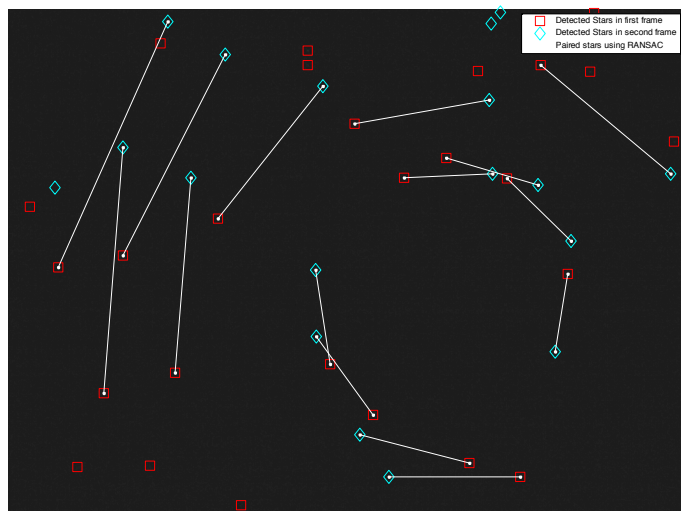 Detected Stars in first frame
Detected Stars in second frame
Paired stars using RANSAC